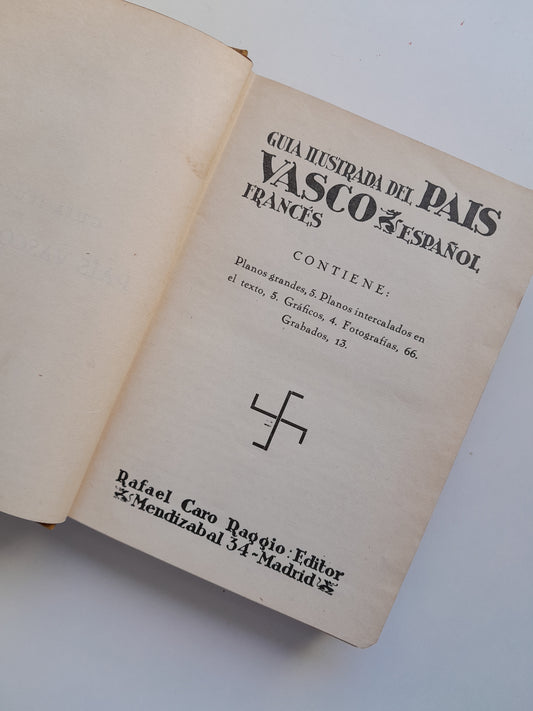 GUIA ILUSTRADA DEL PAIS
VASCO ESPAÑOL
FRANCÉS
CONTIENE:
Planos grandes, 5. Planos intercalados en
el texto, 5. Gráficos, 4. Fotografías, 66.
Grabados, 13.
Rafael Caro Raggio: Editor
Mendizabal 34-Madrid